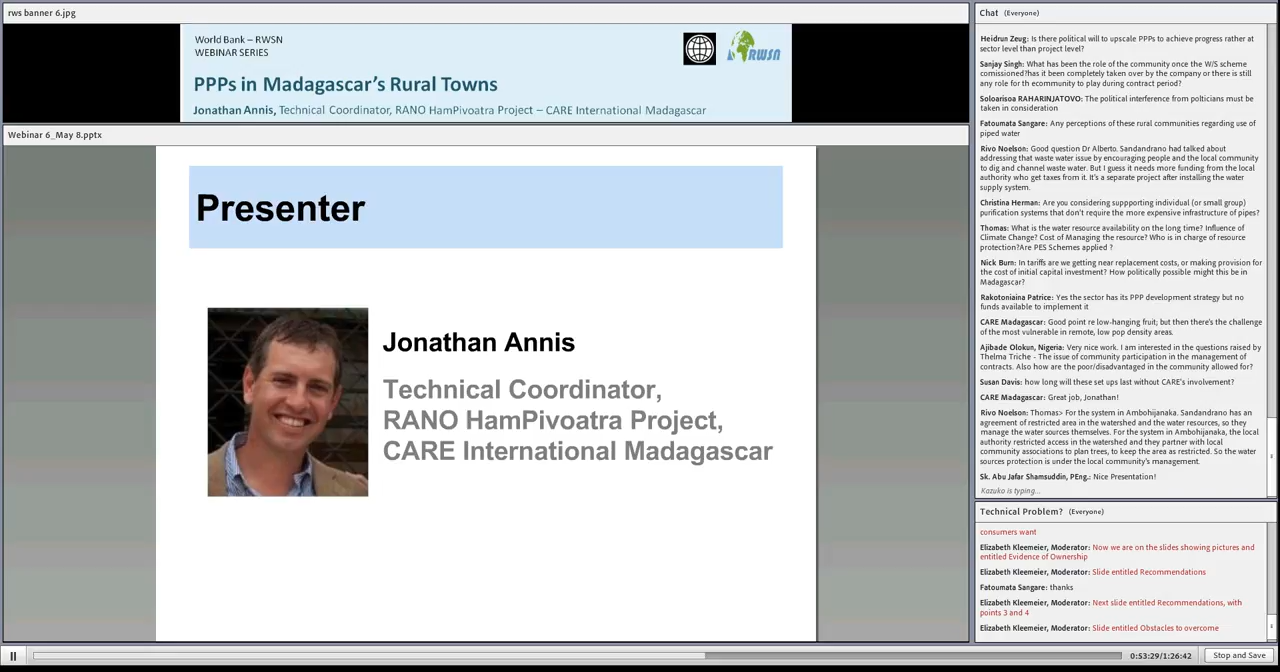 rws banner 6.jpg
World Bank – RWSN
WEBINAR SERIES
RWSN
PPPs in Madagascar's Rural Towns
Jonathan Annis, Technical Coordinator, RANO HamPivoatra Project – CARE International Madagascar
Webinar 6_May 8.pptx
Presenter
Jonathan Annis
Technical Coordinator,
RANO HamPivoatra Project,
CARE International Madagascar
Chat (Everyone)
Heidrun Zeug: Is there political will to upscale PPPs to achieve progress rather at
sector level than project level?
Sanjay Singh: What has been the role of the community once the W/S scheme
comissioned?has it been completely taken over by the company or there is still
any role for th ecommunity to play during contract period?
Soloarisoa RAHARINJATOVO: The political interference from poltiicians must be
taken in consideration
Fatoumata Sangare: Any perceptions of these rural communities regarding use of
piped water
Rivo Noelson: Good question Dr Alberto. Sandandrano had talked about
addressing that waste water issue by encouraging people and the local community
to dig and channel waste water. But I guess it needs more funding from the local
authority who get taxes from it. It's a separate project after installing the water
supply system.
Christina Herman: Are you considering suppporting individual (or small group)
purification systems that don't require the more expensive infrastructure of pipes?
Thomas: What is the water resource availability on the long time? Influence of
Climate Change? Cost of Managing the resource? Who is in charge of resource
protection?Are PES Schemes applied ?
Nick Burn: In tariffs are we getting near replacement costs, or making provision for
the cost of initial capital investment? How politically possible might this be in
Madagascar?
Rakotoniaina Patrice: Yes the sector has its PPP development strategy but no
funds available to implement it
CARE Madagascar: Good point re low-hanging fruit; but then there's the challenge
of the most vulnerable in remote, low pop density areas.
Ajibade Olokun, Nigeria: Very nice work. I am interested in the questions raised by
Thelma Triche - The issue of community participation in the management of
contracts. Also how are the poor/disadvantaged in the community allowed for?
Susan Davis: how long will these set ups last without CARE's involvement?
CARE Madagascar: Great job, Jonathan!
Rivo Noelson: Thomas> For the system in Ambohijanaka. Sandandrano has an
agreement of restricted area in the watershed and the water resources, so they
manage the water sources themselves. For the system in Ambohijanaka, the local
authority restricted access in the watershed and they partner with local
community associations to plan trees, to keep the area as restricted. So the water
sources protection is under the local community's management.
Sk. Abu Jafar Shamsuddin, PEng.: Nice Presentation!
Kazuko is typing...
Technical Problem? (Everyone)
consumers want
Elizabeth Kleemeier, Moderator: Now we are on the slides showing pictures and
entitled Evidence of Ownership
Elizabeth Kleemeier, Moderator: Slide entitled Recommendations
Fatoumata Sangare: thanks
Elizabeth Kleemeier, Moderator: Next slide entitled Recommendations, with
points 3 and 4
Elizabeth Kleemeier, Moderator: Slide entitled Obstacles to overcome
0:53:29/1:26:42
Stop and Save